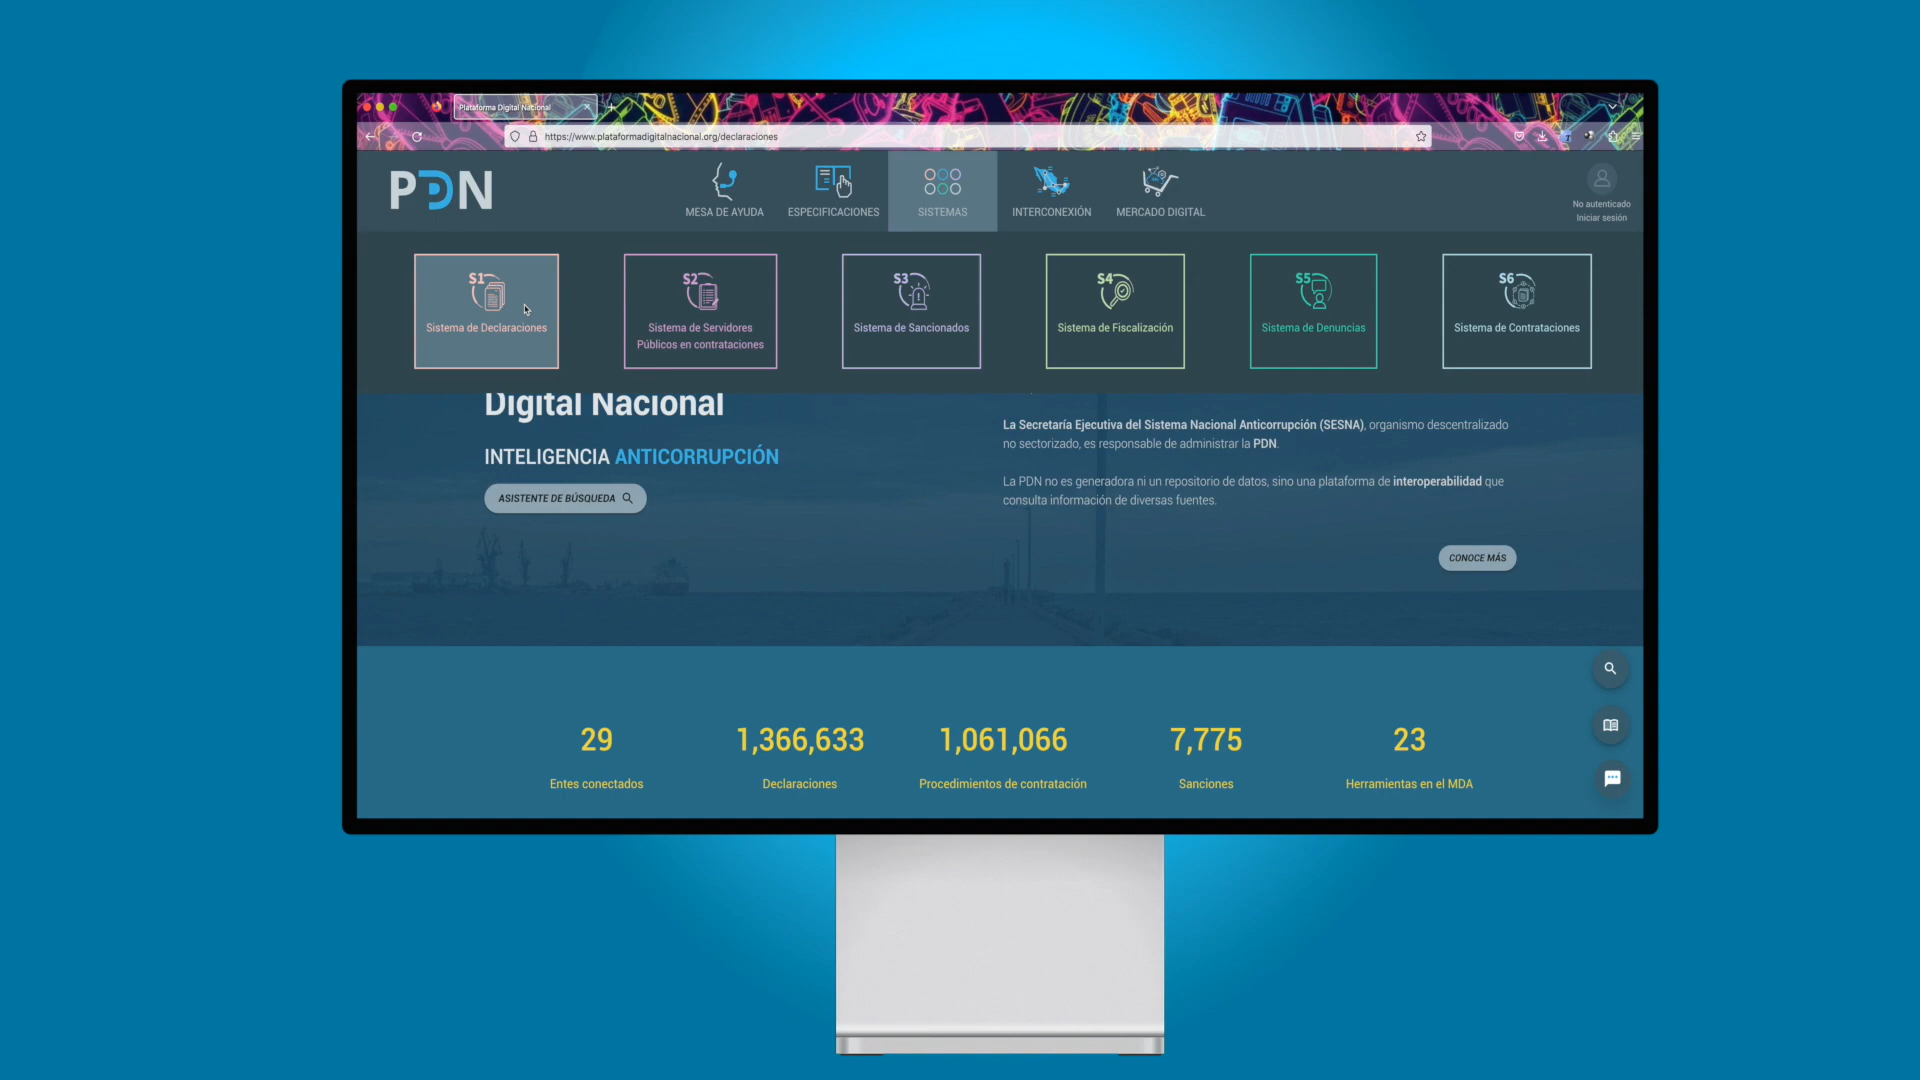 Plataforma Digital Nacional
https://www.plataformadigitalnacional.org/declaraciones
PDN
MESA DE AYUDA
ESPECIFICACIONES
SISTEMAS
INTERCONEXIÓN
MERCADO DIGITAL
No autenticado
Iniciar sesión
S1
Sistema de Declaraciones
S2
Sistema de Servidores
Públicos en contrataciones
S3
Sistema de Sancionados
S4
Sistema de Fiscalización
S5
Sistema de Denuncias
S6
Sistema de Contrataciones
Digital Nacional
INTELIGENCIA ANTICORRUPCIÓN
ASISTENTE DE BÚSQUEDA
La Secretaría Ejecutiva del Sistema Nacional Anticorrupción (SESNA), organismo descentralizado
no sectorizado, es responsable de administrar la PDN.
La PDN no es generadora ni un repositorio de datos, sino una plataforma de interoperabilidad que
consulta información de diversas fuentes.
CONOCE MÁS
29
Entes conectados
1,366,633
Declaraciones
1,061,066
Procedimientos de contratación
7,775
Sanciones
23
Herramientas en el MDA